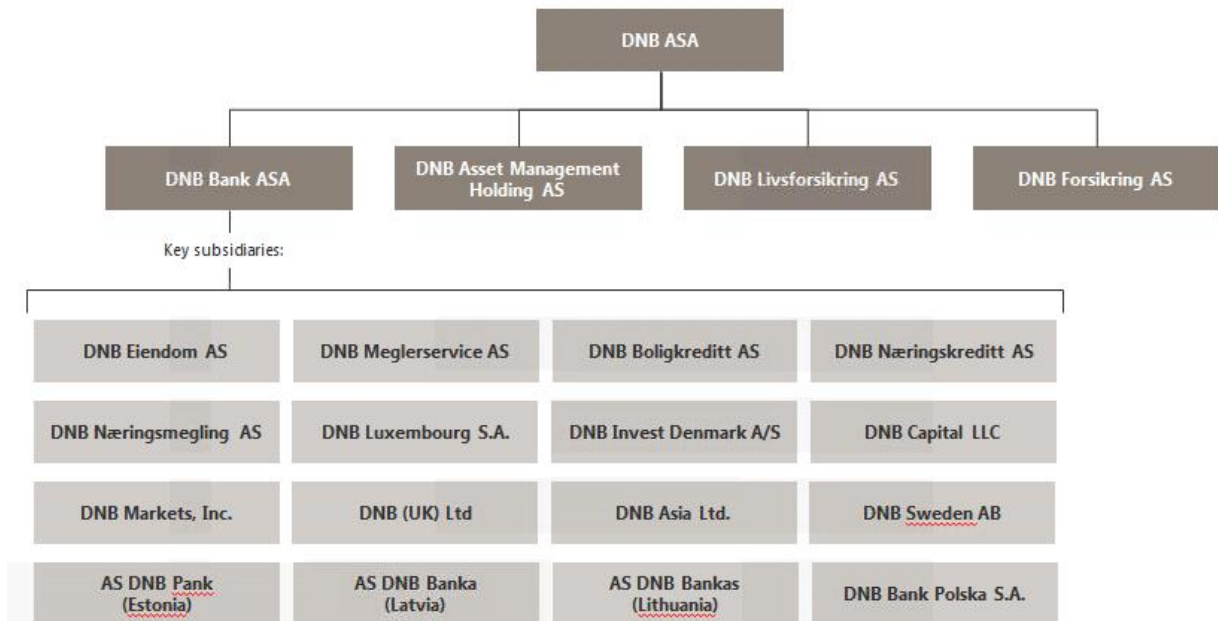 DNB ASA
DNB Bank ASA
DNB Asset Management
Holding AS
DNB Livsforsikring AS
DNB Forsikring AS
Key subsidiaries:
DNB Eiendom AS
DNB Meglerservice AS
DNB Boligkreditt AS
DNB Næringskreditt AS
DNB Næringsmegling AS
DNB Luxembourg S.A.
DNB Invest Denmark A/S
DNB Capital LLC
DNB Markets, Inc.
DNB (UK) Ltd
DNB Asia Ltd.
DNB Sweden AB
AS DNB Pank
(Estonia)
AS DNB Banka
(Latvia)
AS DNB Bankas
(Lithuania)
DNB Bank Polska S.A.